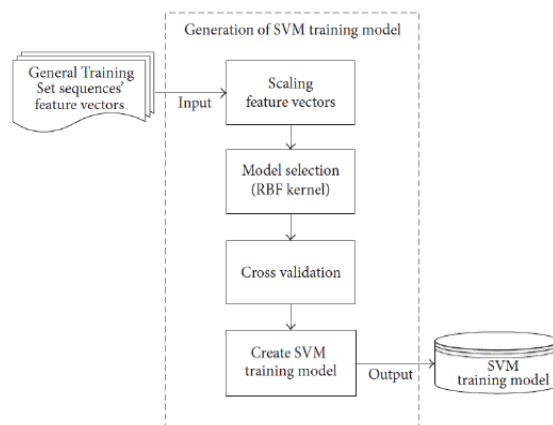 Generation of SVM training model
General Training
Set sequences'
feature vectors
Input
Scaling
feature vectors
Model selection
(RBF kernel)
Cross validation
Create SVM
training model
Output
SVM
training model